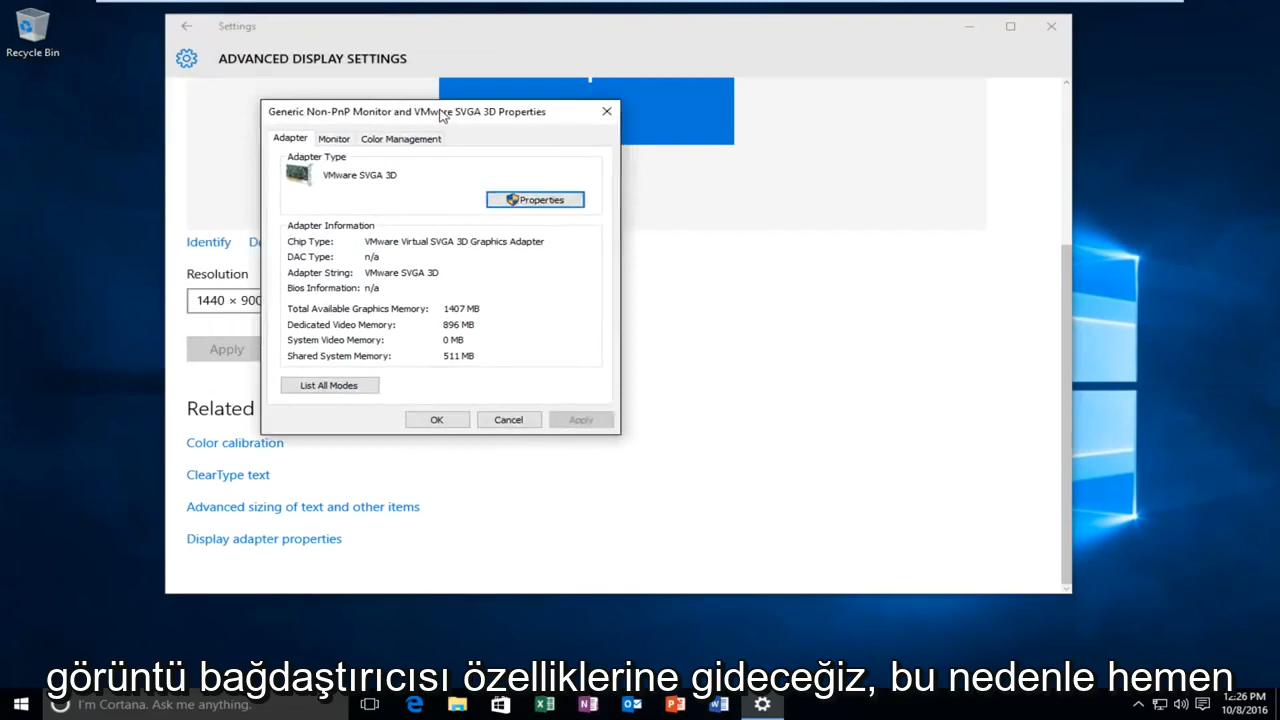 Recycle Bin
Settings
ADVANCED DISPLAY SETTINGS
Generic Non-PnP Monitor and VMware SVGA 3D Properties
Adapter Monitor Color Management
Adapter Type
VMware SVGA 3D
Properties
Adapter Information
Chip Type: VMware Virtual SVGA 3D Graphics Adapter
DAC Type: n/a
Adapter String: VMware SVGA 3D
Bios Information: n/a
Total Available Graphics Memory: 1407 MB
Dedicated Video Memory: 896 MB
System Video Memory: 0 MB
Shared System Memory: 511 MB
List All Modes
OK Cancel Apply
Identify
Resolution
1440 × 900
Apply
Related
Color calibration
ClearType text
Advanced sizing of text and other items
Display adapter properties
görüntü bağdaştırıcısı özelliklerine gideceğiz, bu nedenle hemen
I'm Cortana. Ask me anything.
12:26 PM
10/8/2016